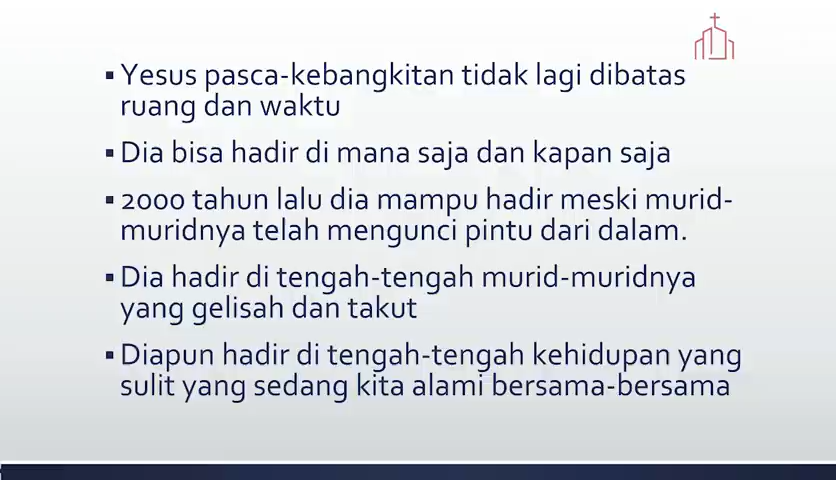 ▪ Yesus pasca-kebangkitan tidak lagi dibatas
ruang dan waktu
▪ Dia bisa hadir di mana saja dan kapan saja
▪ 2000 tahun lalu dia mampu hadir meski murid-
muridnya telah mengunci pintu dari dalam.
▪ Dia hadir di tengah-tengah murid-muridnya
yang gelisah dan takut
▪ Diapun hadir di tengah-tengah kehidupan yang
sulit yang sedang kita alami bersama-bersama